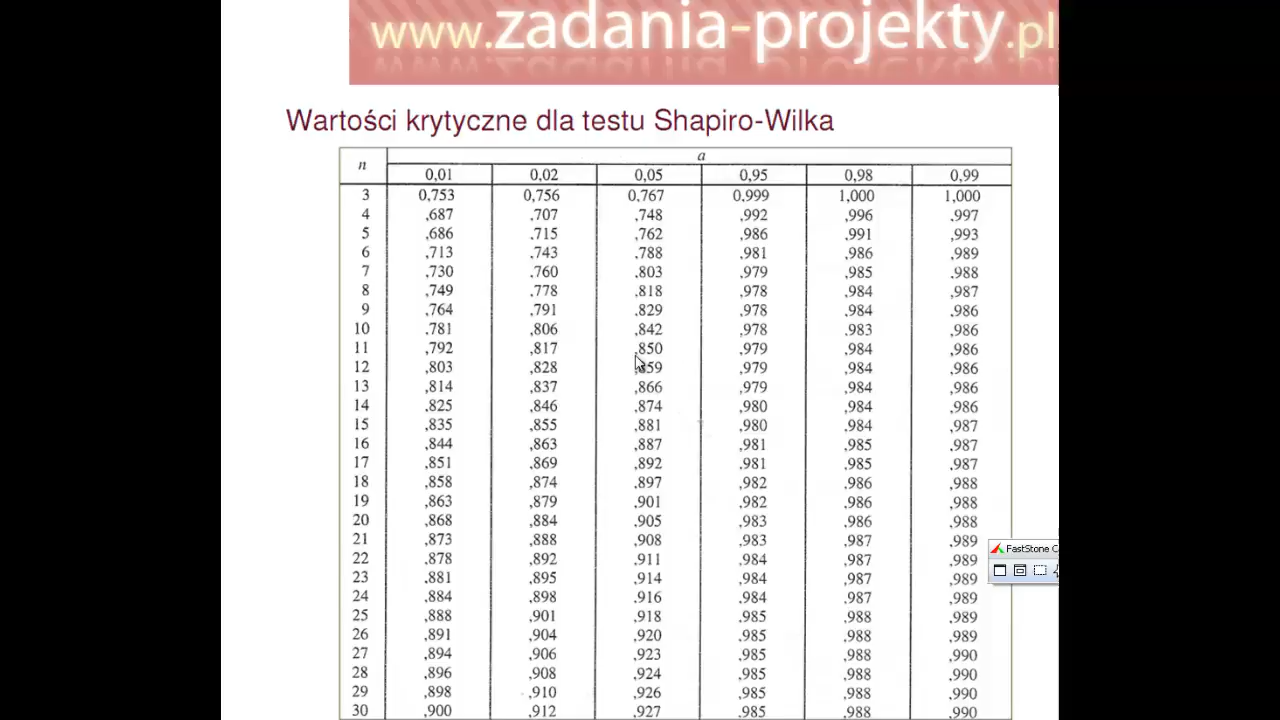 www.zadania-projekty.pl
Wartości krytyczne dla testu Shapiro-Wilka
n a
0,01 0,02 0,05 0,95 0,98 0,99
3 0,753 0,756 0,767 0,999 1,000 1,000
4 ,687 ,707 ,748 ,992 ,996 ,997
5 ,686 ,715 ,762 ,986 ,991 ,993
6 ,713 ,743 ,788 ,981 ,986 ,989
7 ,730 ,760 ,803 ,979 ,985 ,988
8 ,749 ,778 ,818 ,978 ,984 ,987
9 ,764 ,791 ,829 ,978 ,984 ,986
10 ,781 ,806 ,842 ,978 ,983 ,986
11 ,792 ,817 ,850 ,979 ,984 ,986
12 ,803 ,828 ,859 ,979 ,984 ,986
13 ,814 ,837 ,866 ,979 ,984 ,986
14 ,825 ,846 ,874 ,980 ,984 ,986
15 ,835 ,855 ,881 ,980 ,984 ,987
16 ,844 ,863 ,887 ,981 ,985 ,987
17 ,851 ,869 ,892 ,981 ,985 ,987
18 ,858 ,874 ,897 ,982 ,986 ,988
19 ,863 ,879 ,901 ,982 ,986 ,988
20 ,868 ,884 ,905 ,983 ,986 ,988
21 ,873 ,888 ,908 ,983 ,987 ,989
22 ,878 ,892 ,911 ,984 ,987 ,989
23 ,881 ,895 ,914 ,984 ,987 ,989
24 ,884 ,898 ,916 ,984 ,987 ,989
25 ,888 ,901 ,918 ,985 ,988 ,989
26 ,891 ,904 ,920 ,985 ,988 ,989
27 ,894 ,906 ,923 ,985 ,988 ,990
28 ,896 ,908 ,924 ,985 ,988 ,990
29 ,898 ,910 ,926 ,985 ,988 ,990
30 ,900 ,912 ,927 ,985 ,988 ,990
FastStone C